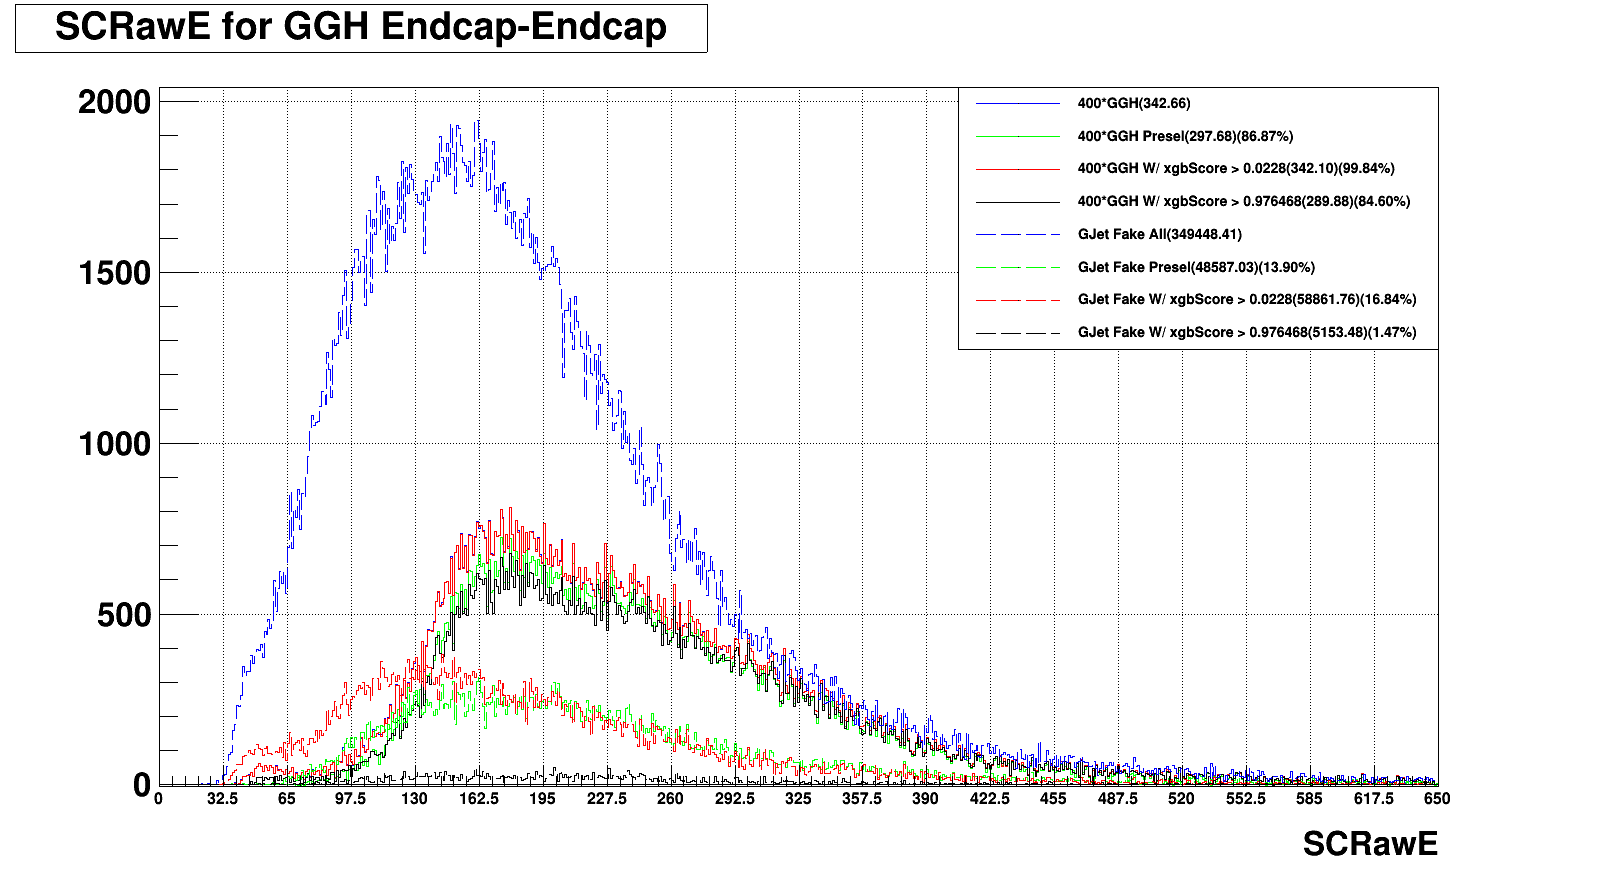 SCRawE for GGH Endcap-Endcap
2000
1500
1000
500
0
400*GGH(342.66)
400*GGH Presel(297.68)(86.87%)
400*GGH W/ xgbScore > 0.0228(342.10)(99.84%)
400*GGH W/ xgbScore > 0.976468(289.88)(84.60%)
GJet Fake All(349448.41)
GJet Fake Presel(48587.03)(13.90%)
GJet Fake W/ xgbScore > 0.0228(58861.76)(16.84%)
GJet Fake W/ xgbScore > 0.976468(5153.48)(1.47%)
0 32.5 65 97.5 130 162.5 195 227.5 260 292.5 325 357.5 390 422.5 455 487.5 520 552.5 585 617.5 650
SCRawE